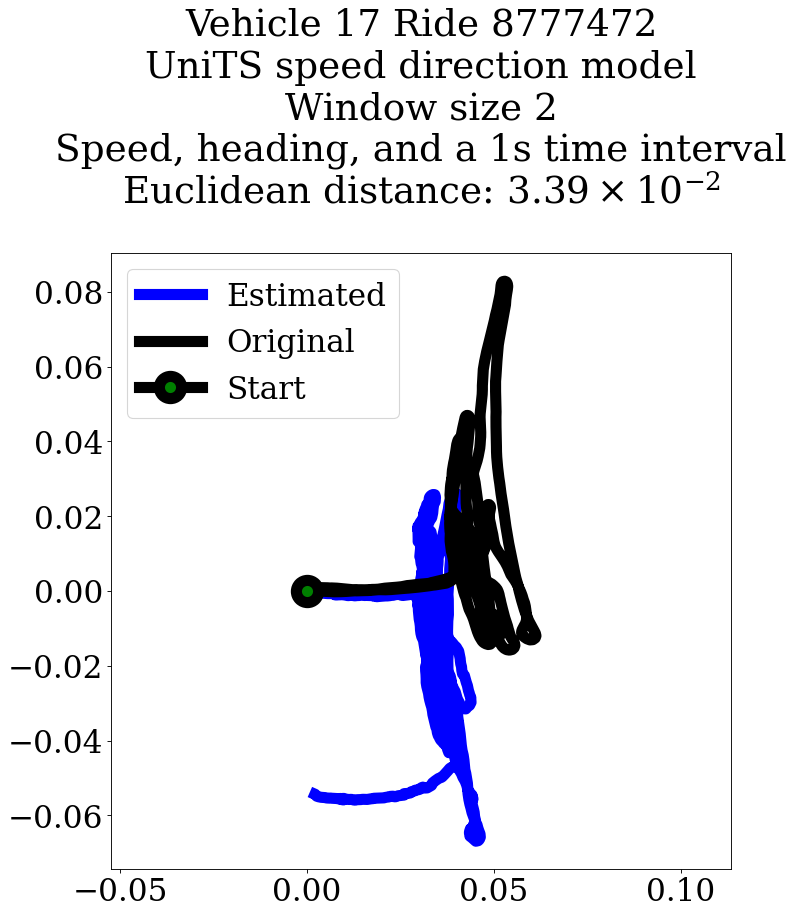 Vehicle 17 Ride 8777472
UniTS speed direction model
Window size 2
Speed, heading, and a 1s time interval
Euclidean distance: 3.39 × 10⁻²
Estimated
Original
Start
0.08
0.06
0.04
0.02
0.00
−0.02
−0.04
−0.06
−0.05 0.00 0.05 0.10